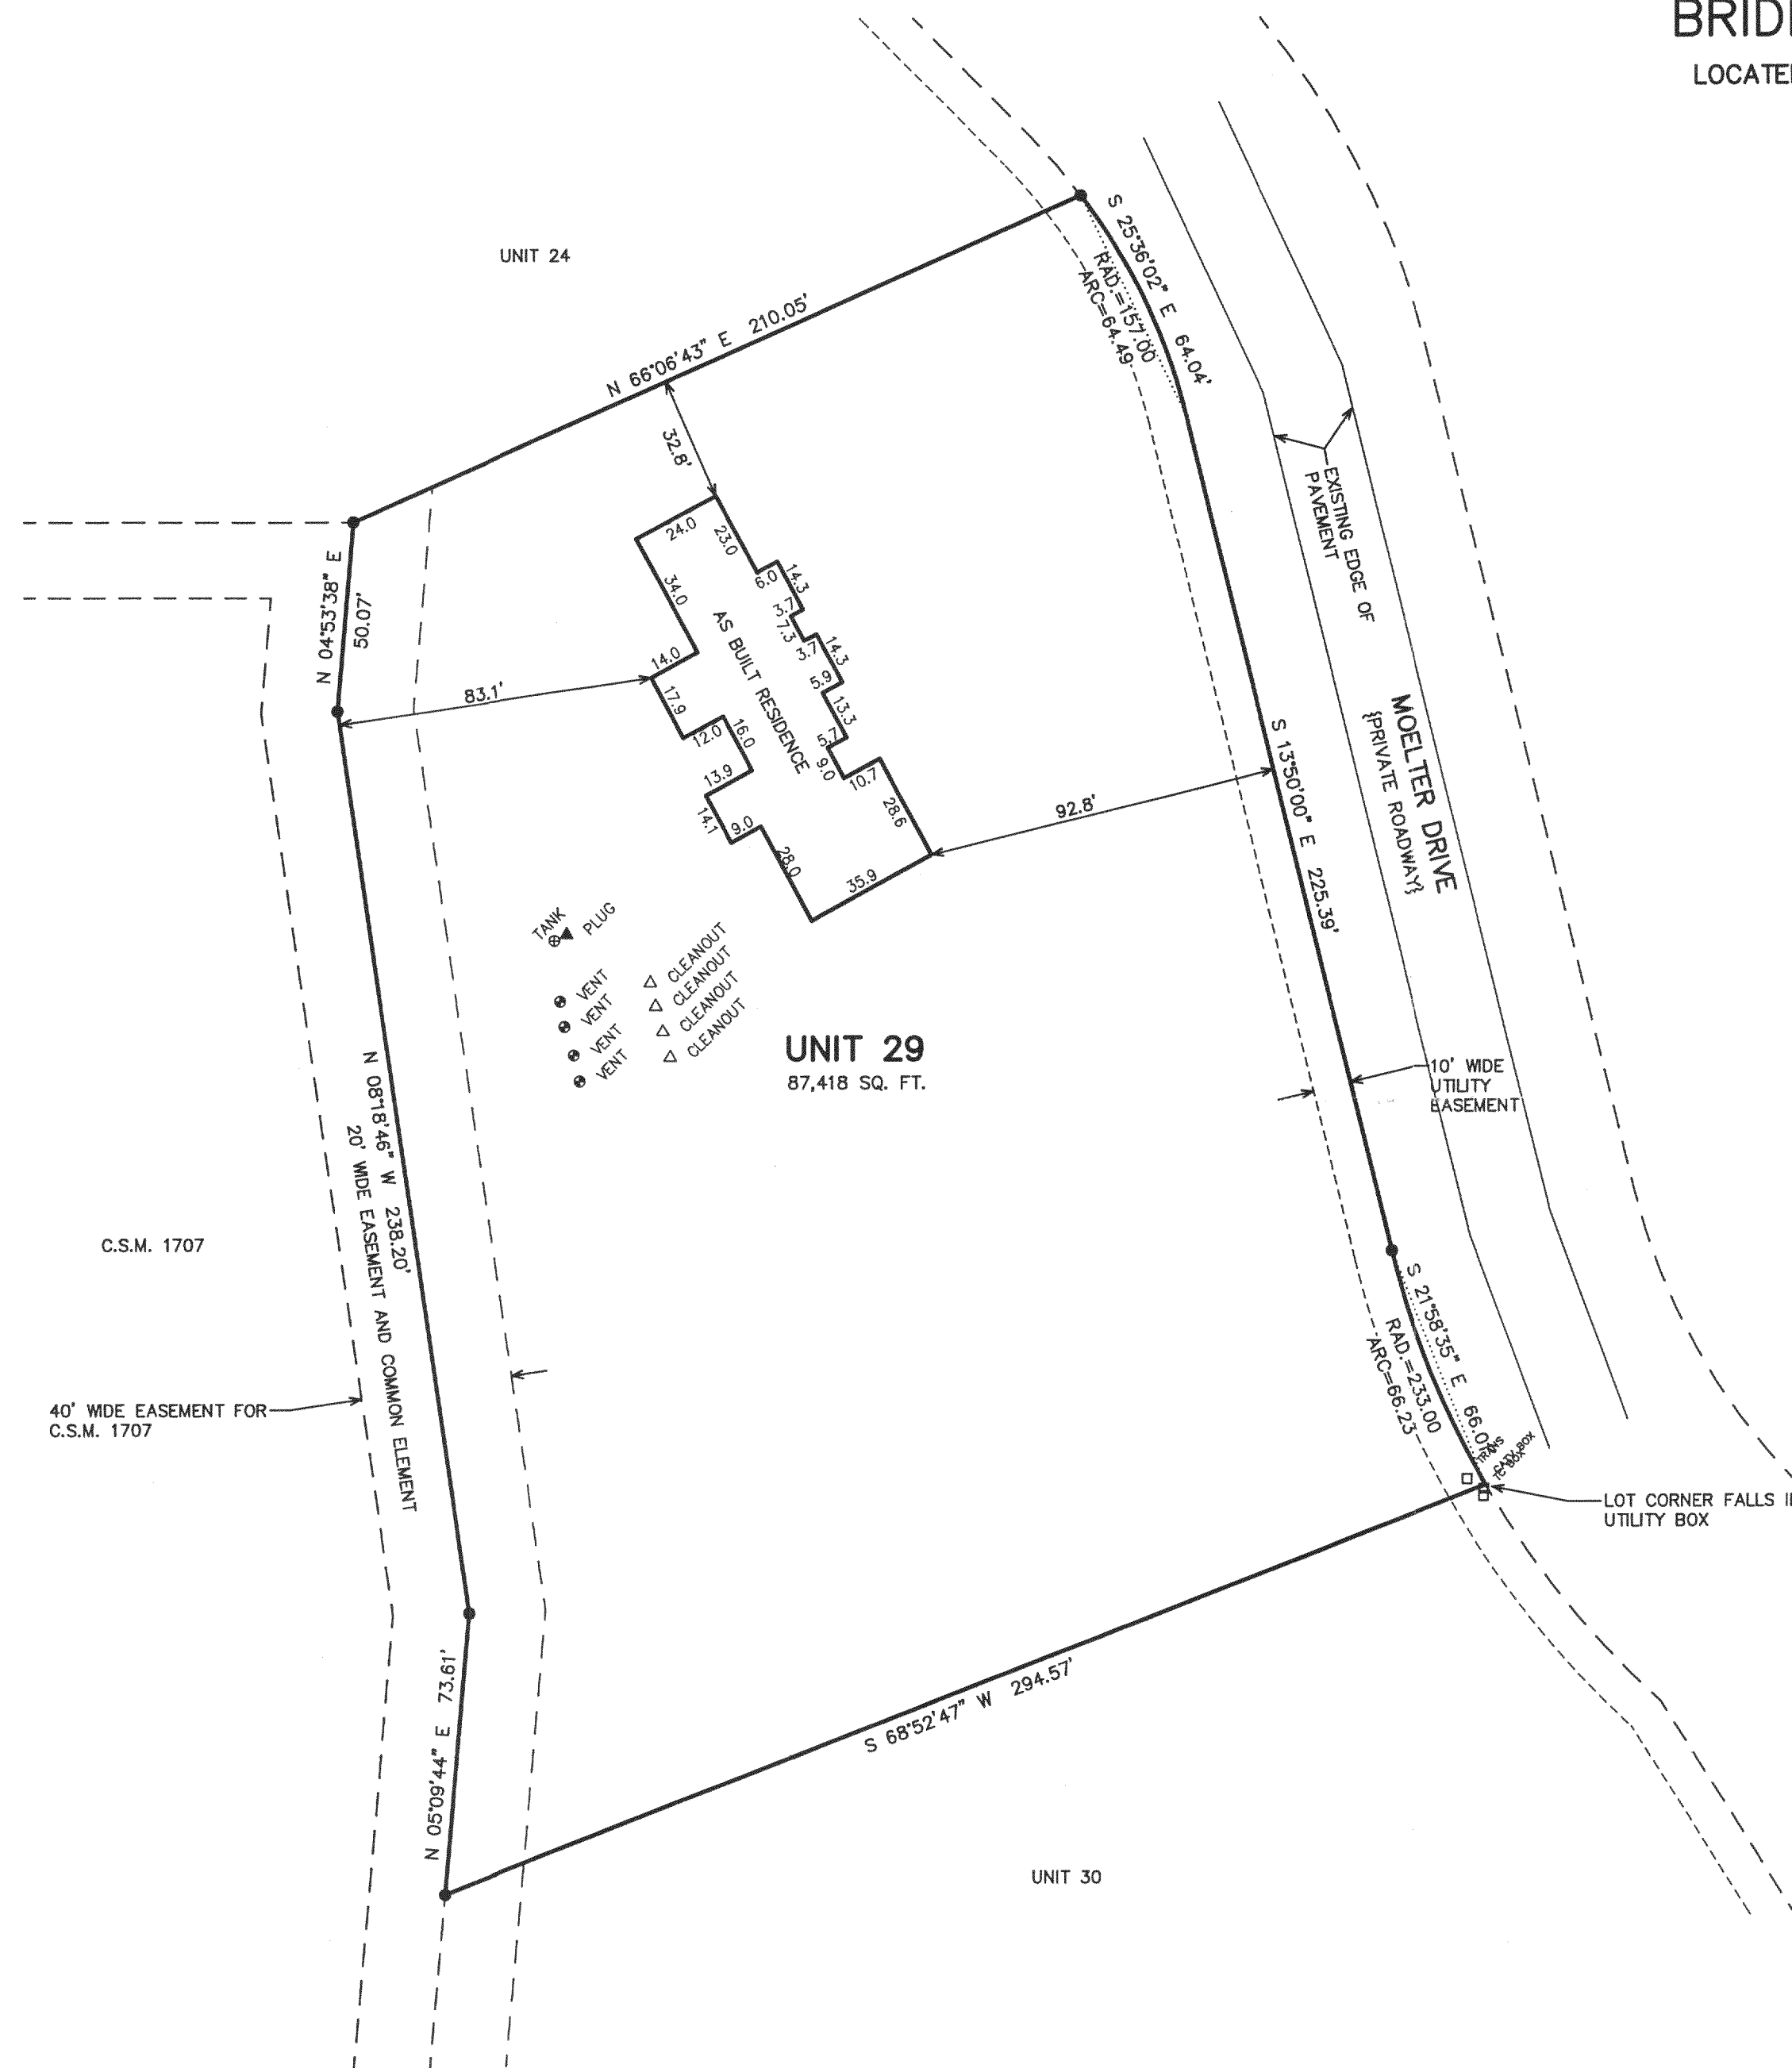 BRIDI
LOCATE
UNIT 24
N 66°06'43" E 210.05'
S 25°36'02" E 64.04'
RAD.=157.00
ARC=64.49
N 04°53'38" E
50.07'
32.8'
24.0
23.0
6.0
14.3
3.7
7.3
3.7
14.3
5.9
13.3
5.7
9.0
10.7
28.6
35.9
28.0
9.0
14.1
13.9
16.0
12.0
17.9
14.0
34.0
AS BUILT RESIDENCE
83.1'
92.8'
EXISTING EDGE OF
PAVEMENT
MOELTER DRIVE
{PRIVATE ROADWAY}
S 13°50'00" E 225.39'
TANK
PLUG
VENT
VENT
VENT
VENT
CLEANOUT
CLEANOUT
CLEANOUT
CLEANOUT
UNIT 29
87,418 SQ. FT.
10' WIDE
UTILITY
EASEMENT
N 08°18'46" W 238.20'
20' WIDE EASEMENT AND COMMON ELEMENT
C.S.M. 1707
40' WIDE EASEMENT FOR
C.S.M. 1707
S 21°58'35" E 66.01'
RAD.=233.00
ARC=66.23
TRANS
CATV BOX
TC BOX
LOT CORNER FALLS
UTILITY BOX
N 05°09'44" E 73.61'
S 68°52'47" W 294.57'
UNIT 30